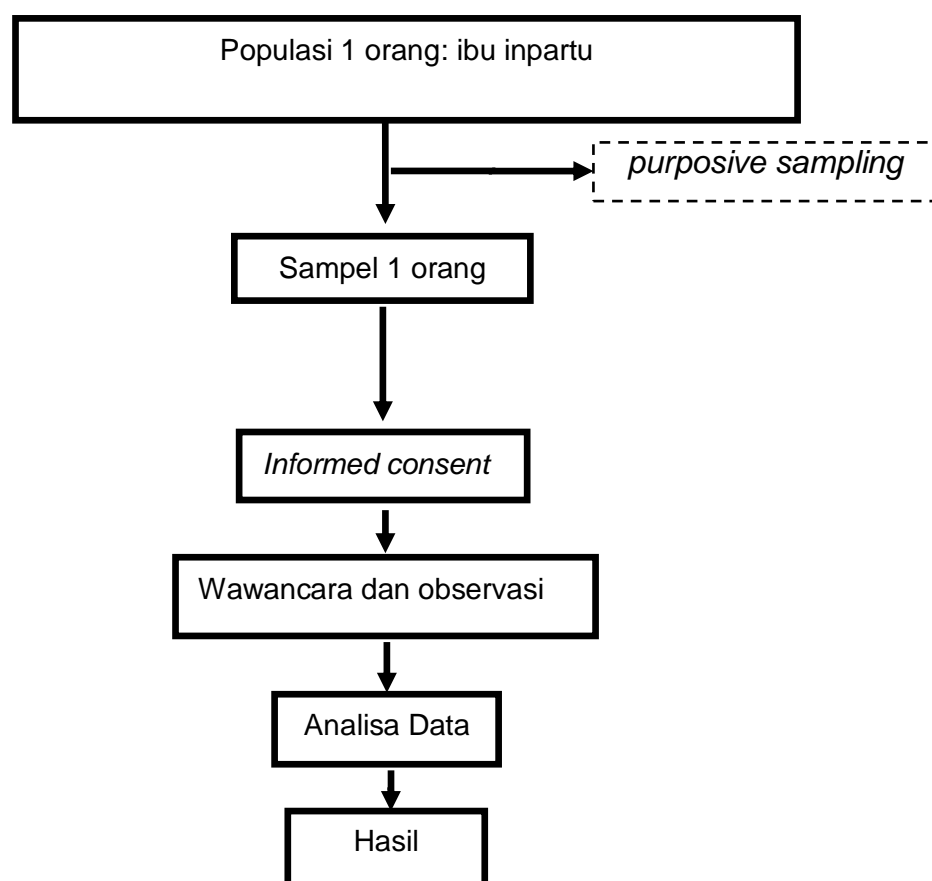 Populasi 1 orang: ibu inpartu
purposive sampling
Sampel 1 orang
Informed consent
Wawancara dan observasi
Analisa Data
Hasil